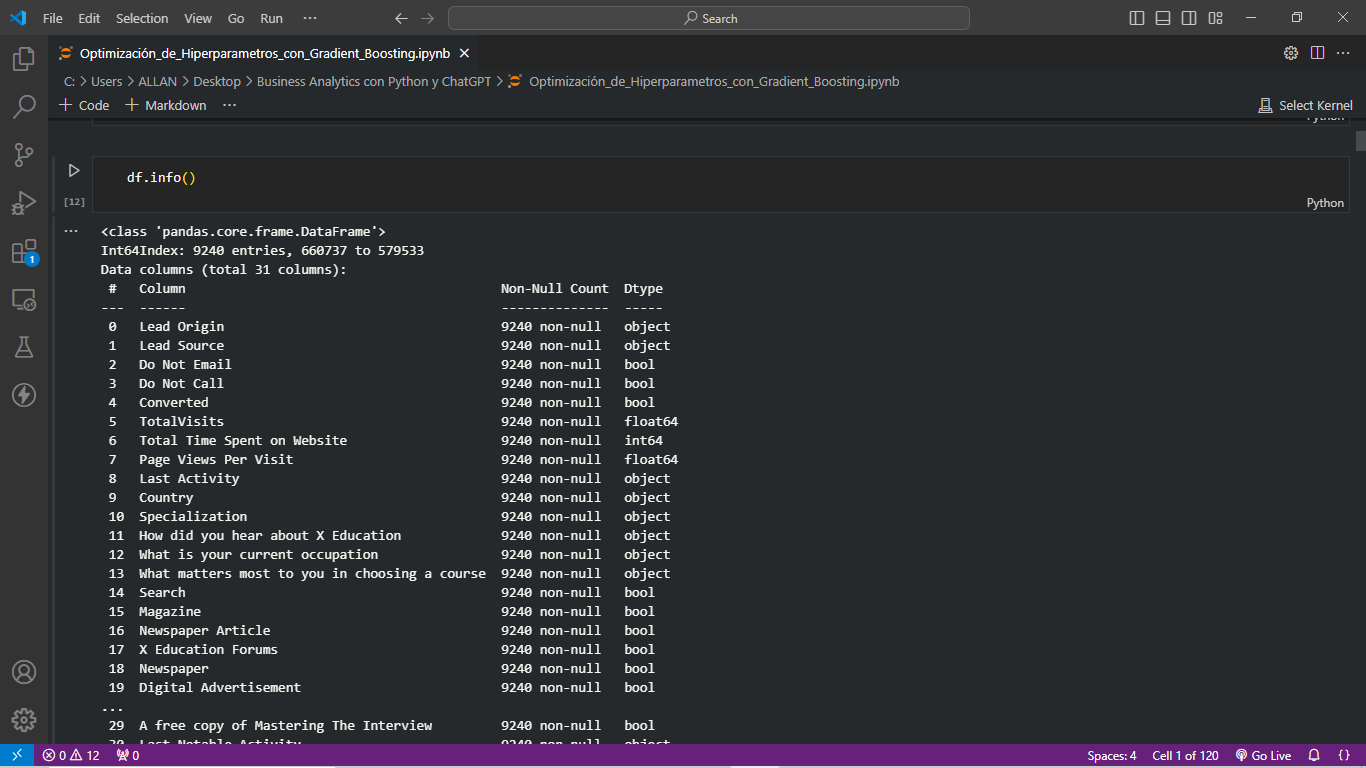 File Edit Selection View Go Run ··· Search
Optimización_de_Hiperparametros_con_Gradient_Boosting.ipynb
C: > Users > ALLAN > Desktop > Business Analytics con Python y ChatGPT > Optimización_de_Hiperparametros_con_Gradient_Boosting.ipynb
+ Code + Markdown ··· Select Kernel
Python
df.info()
[12] Python
<class 'pandas.core.frame.DataFrame'>
Int64Index: 9240 entries, 660737 to 579533
Data columns (total 31 columns):
 #   Column                                         Non-Null Count  Dtype
---  ------                                         --------------  -----
 0   Lead Origin                                    9240 non-null   object
 1   Lead Source                                    9240 non-null   object
 2   Do Not Email                                   9240 non-null   bool
 3   Do Not Call                                    9240 non-null   bool
 4   Converted                                      9240 non-null   bool
 5   TotalVisits                                    9240 non-null   float64
 6   Total Time Spent on Website                    9240 non-null   int64
 7   Page Views Per Visit                           9240 non-null   float64
 8   Last Activity                                  9240 non-null   object
 9   Country                                        9240 non-null   object
 10  Specialization                                 9240 non-null   object
 11  How did you hear about X Education             9240 non-null   object
 12  What is your current occupation                9240 non-null   object
 13  What matters most to you in choosing a course  9240 non-null   object
 14  Search                                         9240 non-null   bool
 15  Magazine                                       9240 non-null   bool
 16  Newspaper Article                              9240 non-null   bool
 17  X Education Forums                             9240 non-null   bool
 18  Newspaper                                      9240 non-null   bool
 19  Digital Advertisement                          9240 non-null   bool
...
 29  A free copy of Mastering The Interview         9240 non-null   bool
 30  Last Notable Activity                          9240 non-null   object
1
0 12 0 Spaces: 4 Cell 1 of 120 Go Live {}